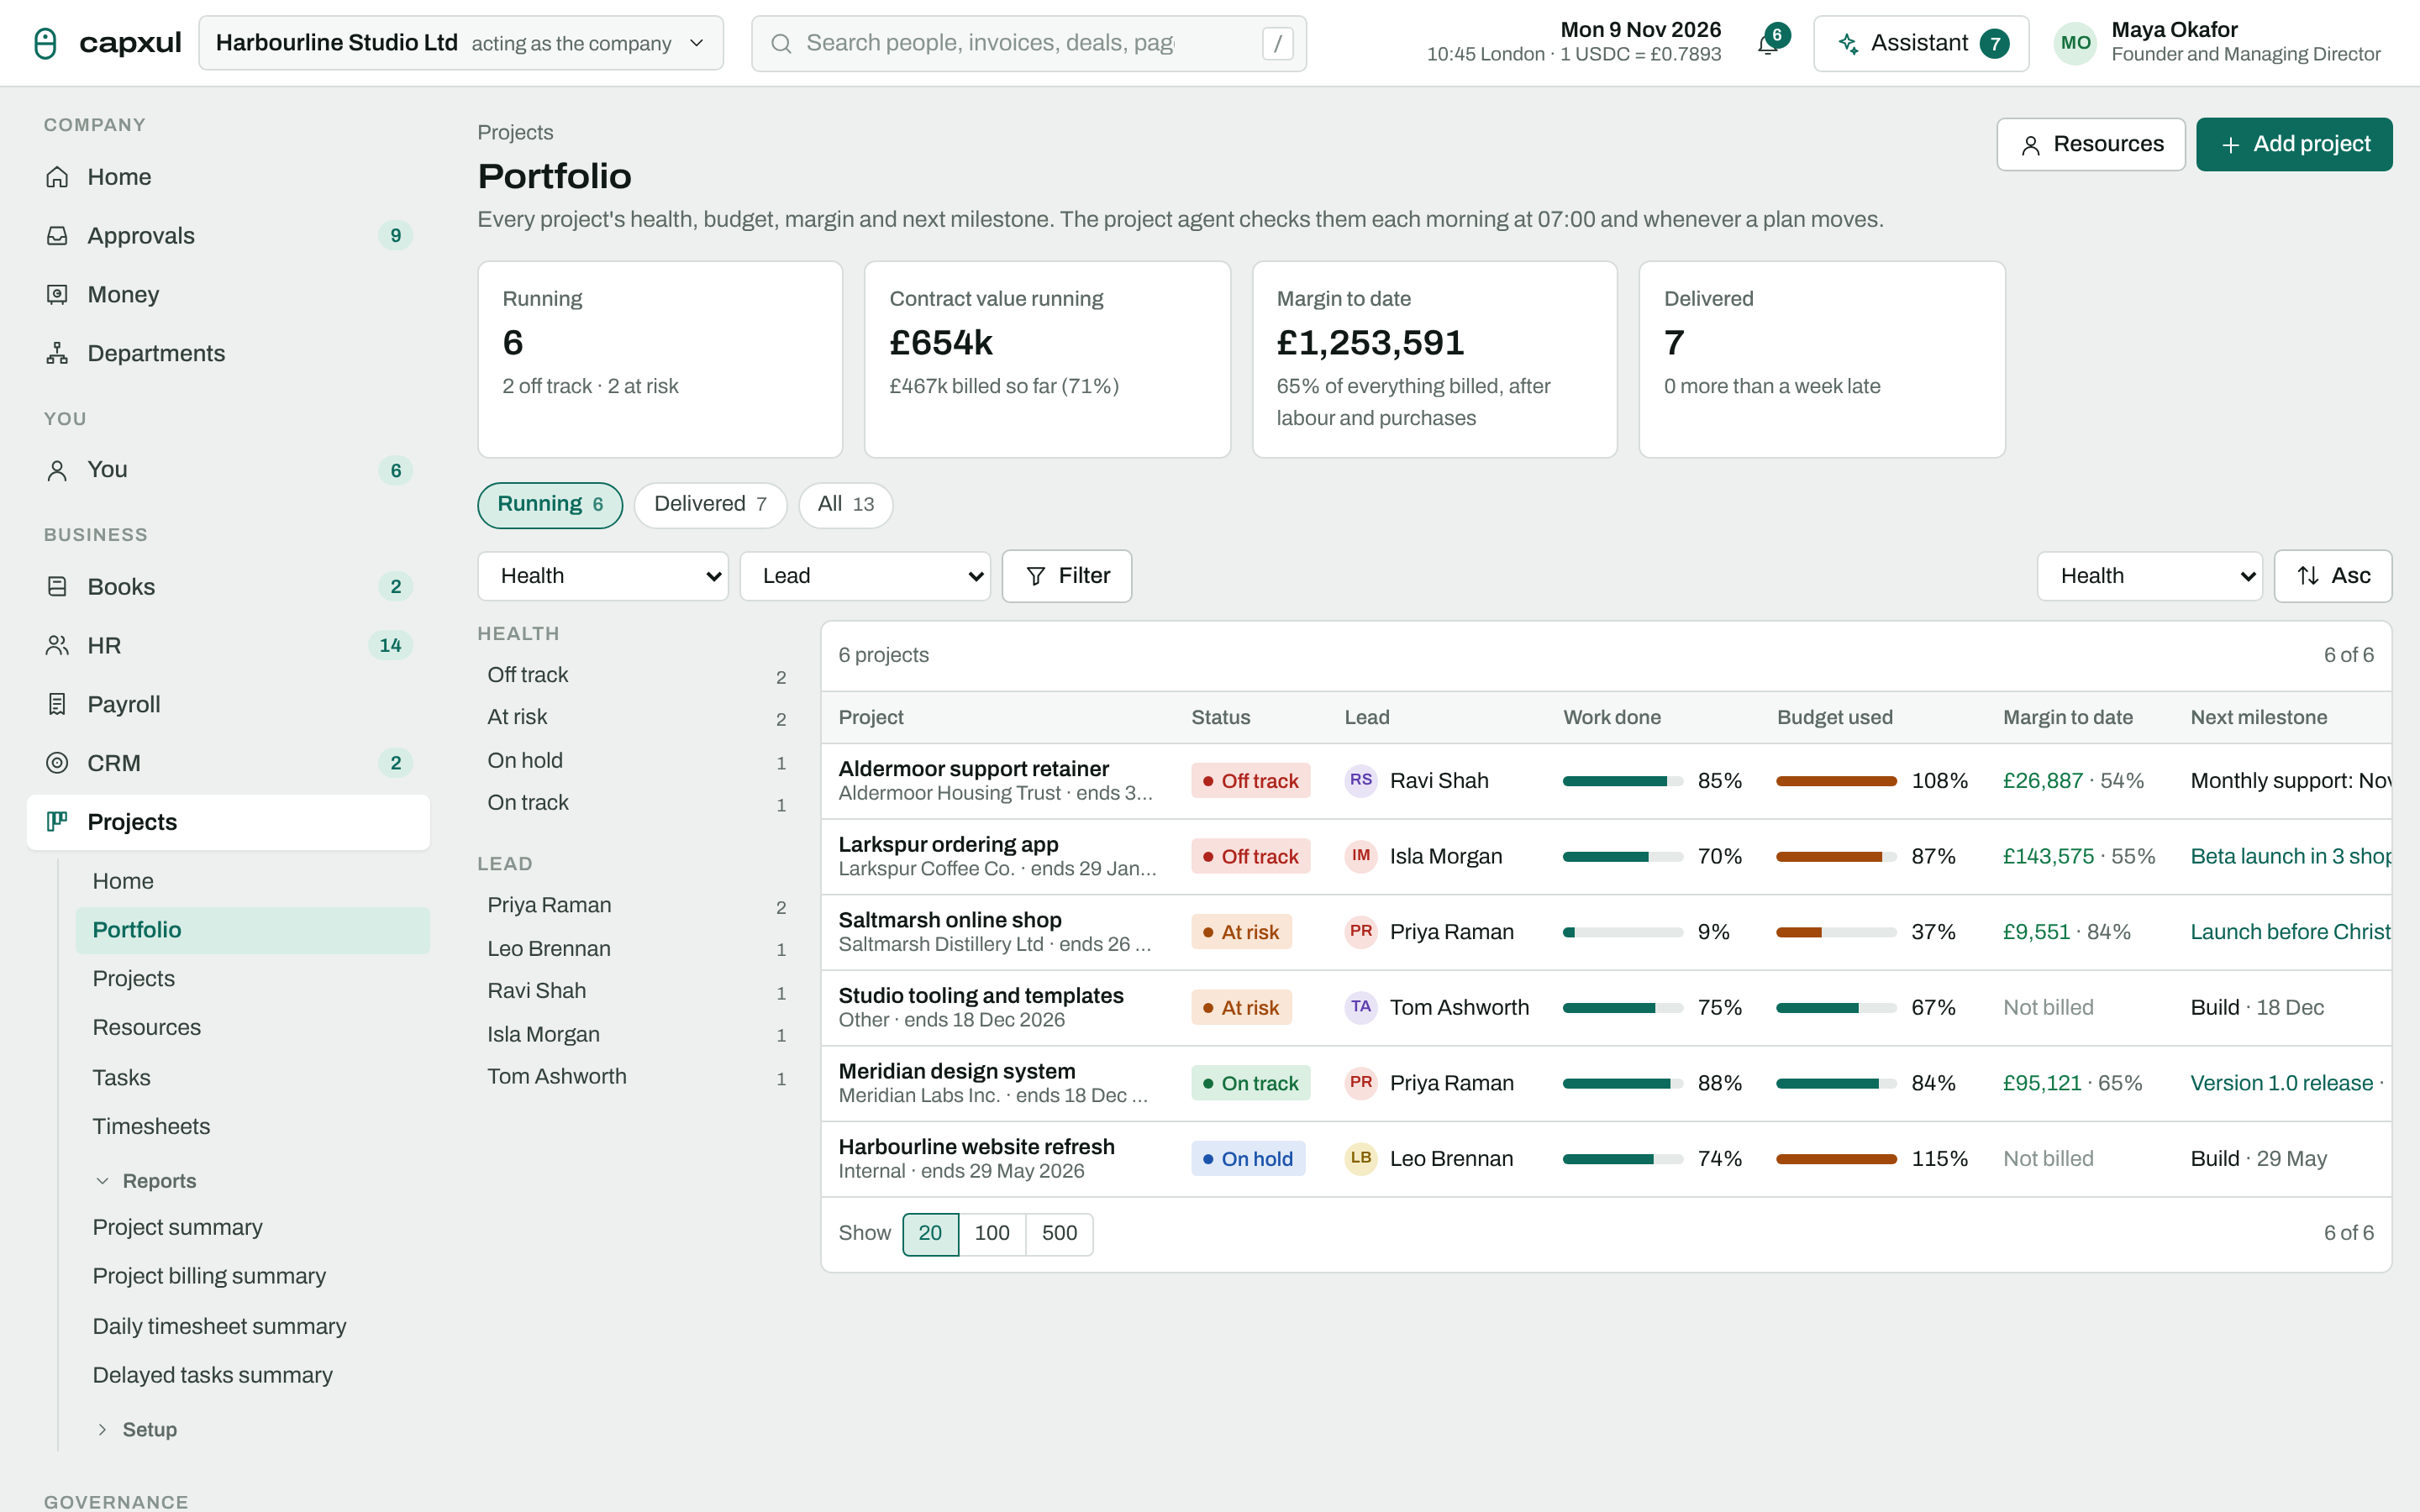 capxul
Harbourline Studio Ltd acting as the company
Search people, invoices, deals, pag
/
Mon 9 Nov 2026
10:45 London · 1 USDC = £0.7893
6
Assistant 7
MO
Maya Okafor
Founder and Managing Director
COMPANY
Home
Approvals 9
Money
Departments
YOU
You 6
BUSINESS
Books 2
HR 14
Payroll
CRM 2
Projects
Home
Portfolio
Projects
Resources
Tasks
Timesheets
Reports
Project summary
Project billing summary
Daily timesheet summary
Delayed tasks summary
Setup
GOVERNANCE
Projects
Portfolio
Every project's health, budget, margin and next milestone. The project agent checks them each morning at 07:00 and whenever a plan moves.
Resources
Add project
Running
6
2 off track · 2 at risk
Contract value running
£654k
£467k billed so far (71%)
Margin to date
£1,253,591
65% of everything billed, after
labour and purchases
Delivered
7
0 more than a week late
Running 6
Delivered 7
All 13
Health
Lead
Filter
Health
Asc
HEALTH
Off track 2
At risk 2
On hold 1
On track 1
LEAD
Priya Raman 2
Leo Brennan 1
Ravi Shah 1
Isla Morgan 1
Tom Ashworth 1
6 projects 6 of 6
Project Status Lead Work done Budget used Margin to date Next milestone
Aldermoor support retainer
Aldermoor Housing Trust · ends 3...
Off track RS Ravi Shah 85% 108% £26,887 · 54% Monthly support: Nov
Larkspur ordering app
Larkspur Coffee Co. · ends 29 Jan...
Off track IM Isla Morgan 70% 87% £143,575 · 55% Beta launch in 3 shop
Saltmarsh online shop
Saltmarsh Distillery Ltd · ends 26 ...
At risk PR Priya Raman 9% 37% £9,551 · 84% Launch before Christ
Studio tooling and templates
Other · ends 18 Dec 2026
At risk TA Tom Ashworth 75% 67% Not billed Build · 18 Dec
Meridian design system
Meridian Labs Inc. · ends 18 Dec ...
On track PR Priya Raman 88% 84% £95,121 · 65% Version 1.0 release ·
Harbourline website refresh
Internal · ends 29 May 2026
On hold LB Leo Brennan 74% 115% Not billed Build · 29 May
Show 20 100 500 6 of 6